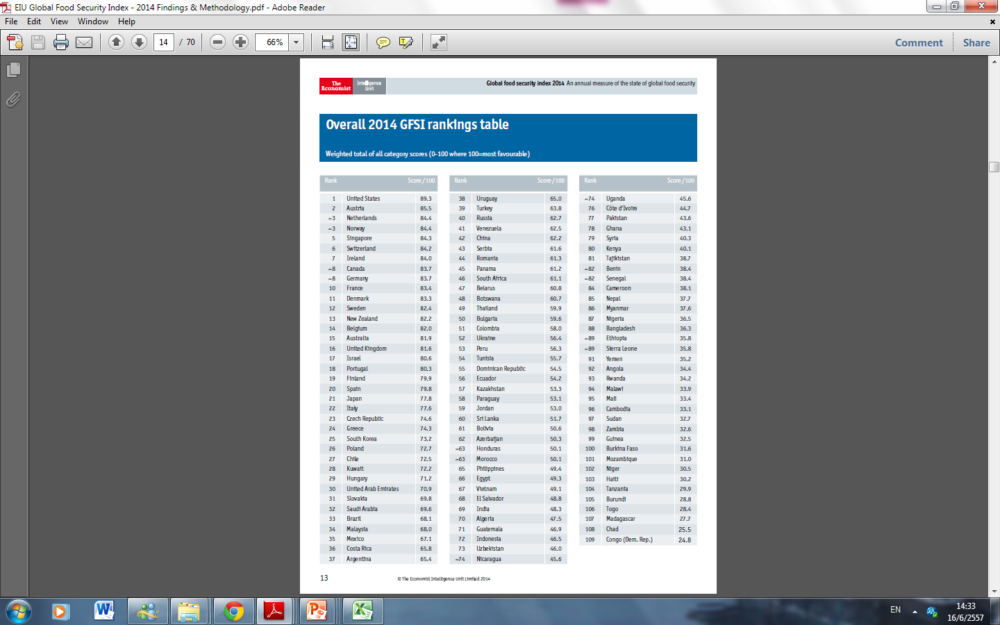 EIU Global Food Security Index - 2014 Findings & Methodology.pdf - Adobe Reader
File Edit View Window Help
14 / 70 66% Comment Share
The Economist Intelligence Unit
Global food security index 2014 An annual measure of the state of global food security
Overall 2014 GFSI rankings table
Weighted total of all category scores (0-100 where 100=most favourable)
Rank Score/100
1 United States 89.3
2 Austria 85.5
=3 Netherlands 84.4
=3 Norway 84.4
5 Singapore 84.3
6 Switzerland 84.2
7 Ireland 84.0
=8 Canada 83.7
=8 Germany 83.7
10 France 83.4
11 Denmark 83.3
12 Sweden 82.4
13 New Zealand 82.2
14 Belgium 82.0
15 Australia 81.9
16 United Kingdom 81.6
17 Israel 80.6
18 Portugal 80.3
19 Finland 79.9
20 Spain 79.8
21 Japan 77.8
22 Italy 77.6
23 Czech Republic 74.6
24 Greece 74.3
25 South Korea 73.2
26 Poland 72.7
27 Chile 72.5
28 Kuwait 72.2
29 Hungary 71.2
30 United Arab Emirates 70.9
31 Slovakia 69.8
32 Saudi Arabia 69.6
33 Brazil 68.1
34 Malaysia 68.0
35 Mexico 67.1
36 Costa Rica 65.8
37 Argentina 65.4
Rank Score/100
38 Uruguay 65.0
39 Turkey 63.8
40 Russia 62.7
41 Venezuela 62.5
42 China 62.2
43 Serbia 61.6
44 Romania 61.3
45 Panama 61.2
46 South Africa 61.1
47 Belarus 60.8
48 Botswana 60.7
49 Thailand 59.9
50 Bulgaria 59.6
51 Colombia 58.0
52 Ukraine 56.4
53 Peru 56.3
54 Tunisia 55.7
55 Dominican Republic 54.5
56 Ecuador 54.2
57 Kazakhstan 53.3
58 Paraguay 53.1
59 Jordan 53.0
60 Sri Lanka 51.7
61 Bolivia 50.6
62 Azerbaijan 50.3
=63 Honduras 50.1
=63 Morocco 50.1
65 Philippines 49.4
66 Egypt 49.3
67 Vietnam 49.1
68 El Salvador 48.8
69 India 48.3
70 Algeria 47.5
71 Guatemala 46.9
72 Indonesia 46.5
73 Uzbekistan 46.0
=74 Nicaragua 45.6
Rank Score/100
=74 Uganda 45.6
76 Côte d'Ivoire 44.7
77 Pakistan 43.6
78 Ghana 43.1
79 Syria 40.3
80 Kenya 40.1
81 Tajikistan 38.7
=82 Benin 38.4
=82 Senegal 38.4
84 Cameroon 38.1
85 Nepal 37.7
86 Myanmar 37.6
87 Nigeria 36.5
88 Bangladesh 36.3
=89 Ethiopia 35.8
=89 Sierra Leone 35.8
91 Yemen 35.2
92 Angola 34.4
93 Rwanda 34.2
94 Malawi 33.9
95 Mali 33.4
96 Cambodia 33.1
97 Sudan 32.7
98 Zambia 32.6
99 Guinea 32.5
100 Burkina Faso 31.6
101 Mozambique 31.0
102 Niger 30.5
103 Haiti 30.2
104 Tanzania 29.9
105 Burundi 28.8
106 Togo 28.4
107 Madagascar 27.7
108 Chad 25.5
109 Congo (Dem. Rep.) 24.8
13 © The Economist Intelligence Unit Limited 2014
EN 14:33
16/6/2557